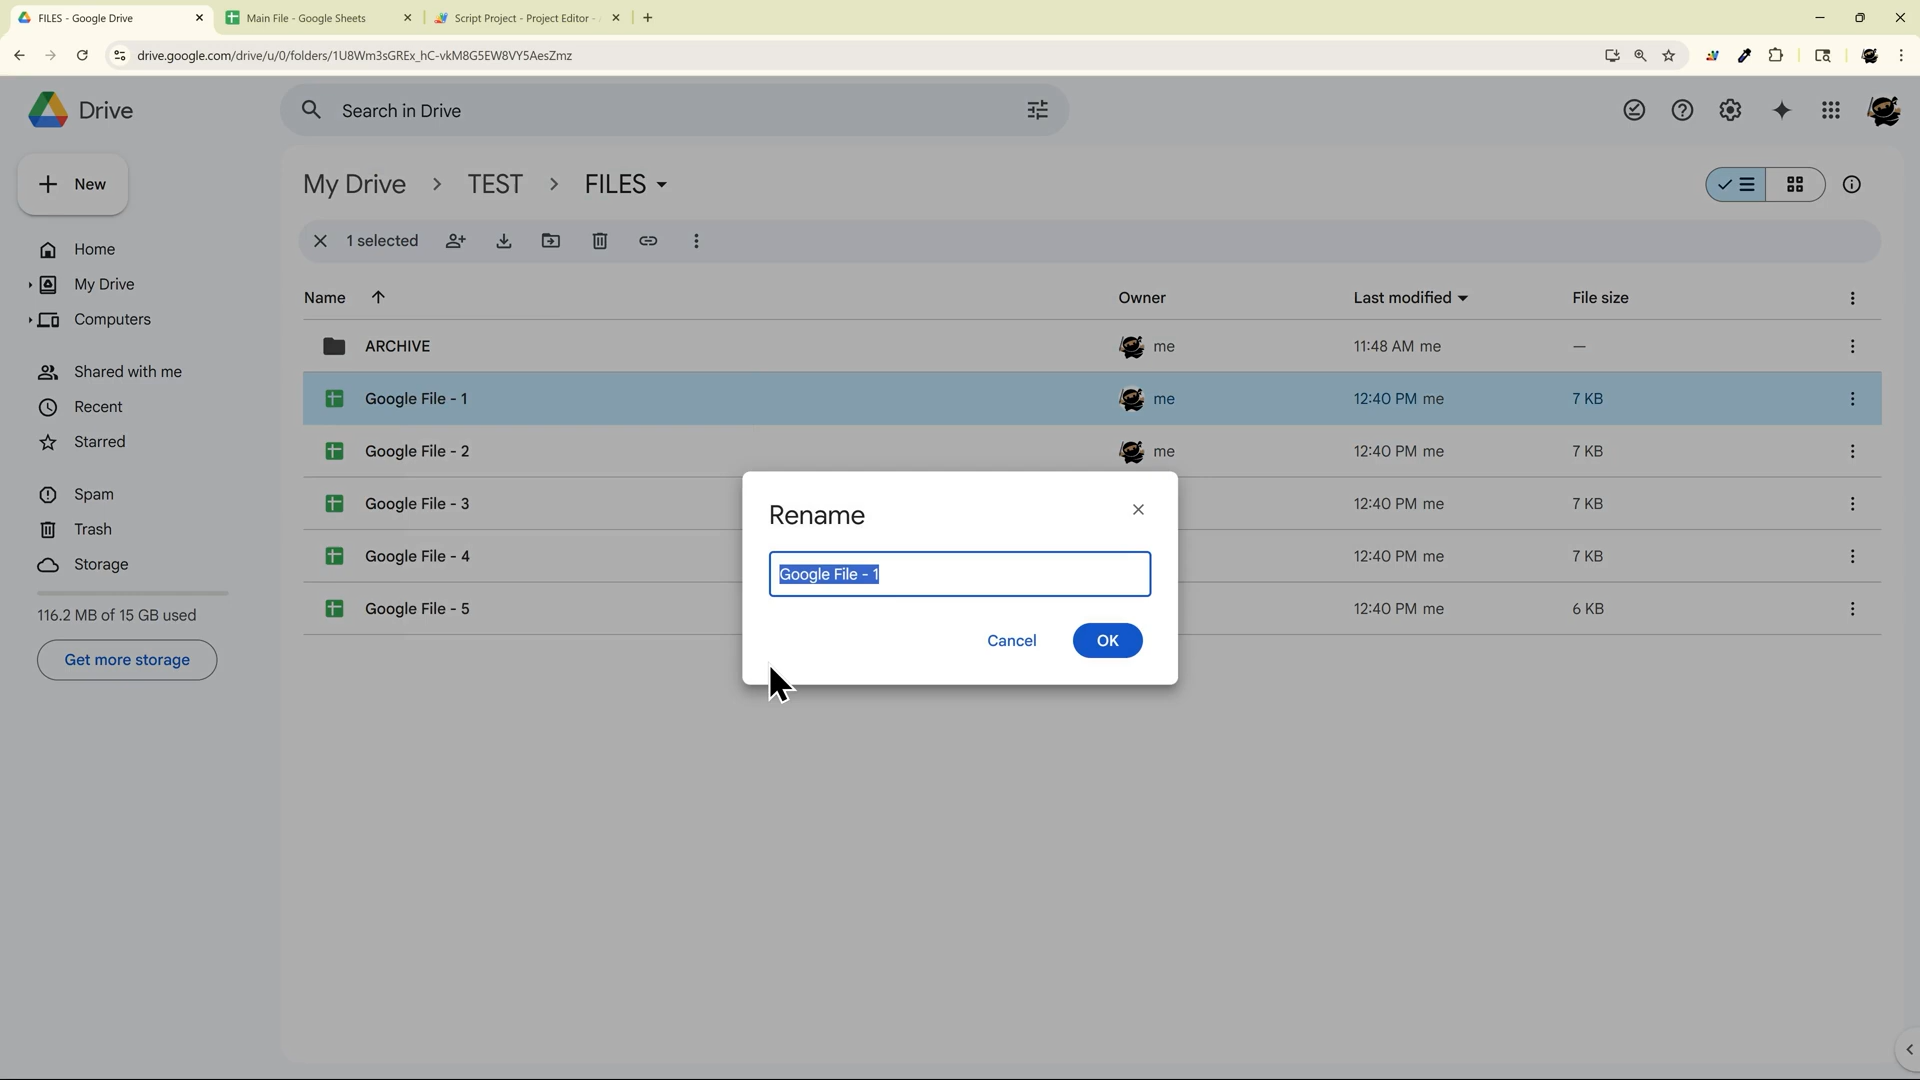 FILES - Google Drive
Main File - Google Sheets
Script Project - Project Editor -
drive.google.com/drive/u/0/folders/1U8Wm3sGREx_hC-vkM8G5EW8VY5AesZmz
Drive
Search in Drive
New
My Drive > TEST > FILES
1 selected
Home
My Drive
Computers
Shared with me
Recent
Starred
Spam
Trash
Storage
116.2 MB of 15 GB used
Get more storage
Name Owner Last modified File size
ARCHIVE me 11:48 AM me —
Google File - 1 me 12:40 PM me 7 KB
Google File - 2 me 12:40 PM me 7 KB
Google File - 3 12:40 PM me 7 KB
Google File - 4 12:40 PM me 7 KB
Google File - 5 12:40 PM me 6 KB
Rename
Google File - 1
Cancel OK